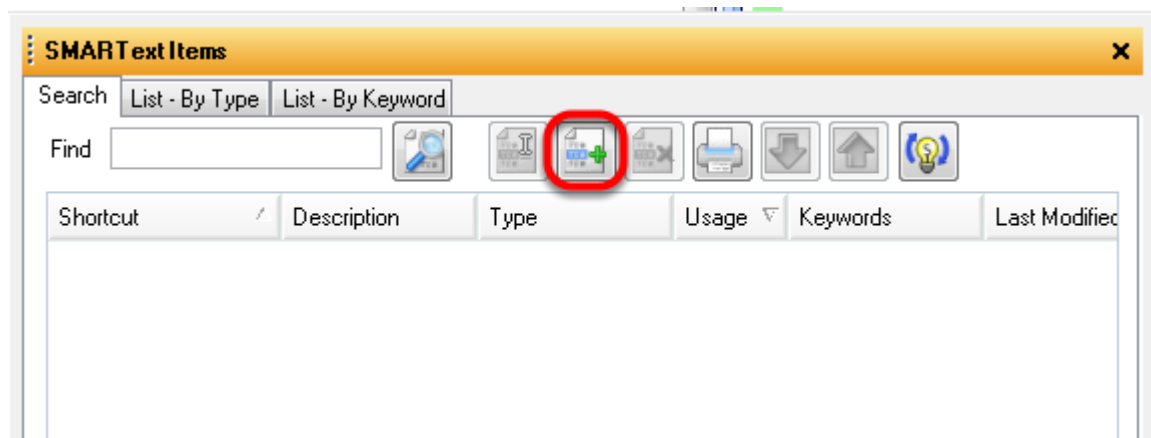 SMARText Items
Search List - By Type List - By Keyword
Find
Shortcut Description Type Usage Keywords Last Modified